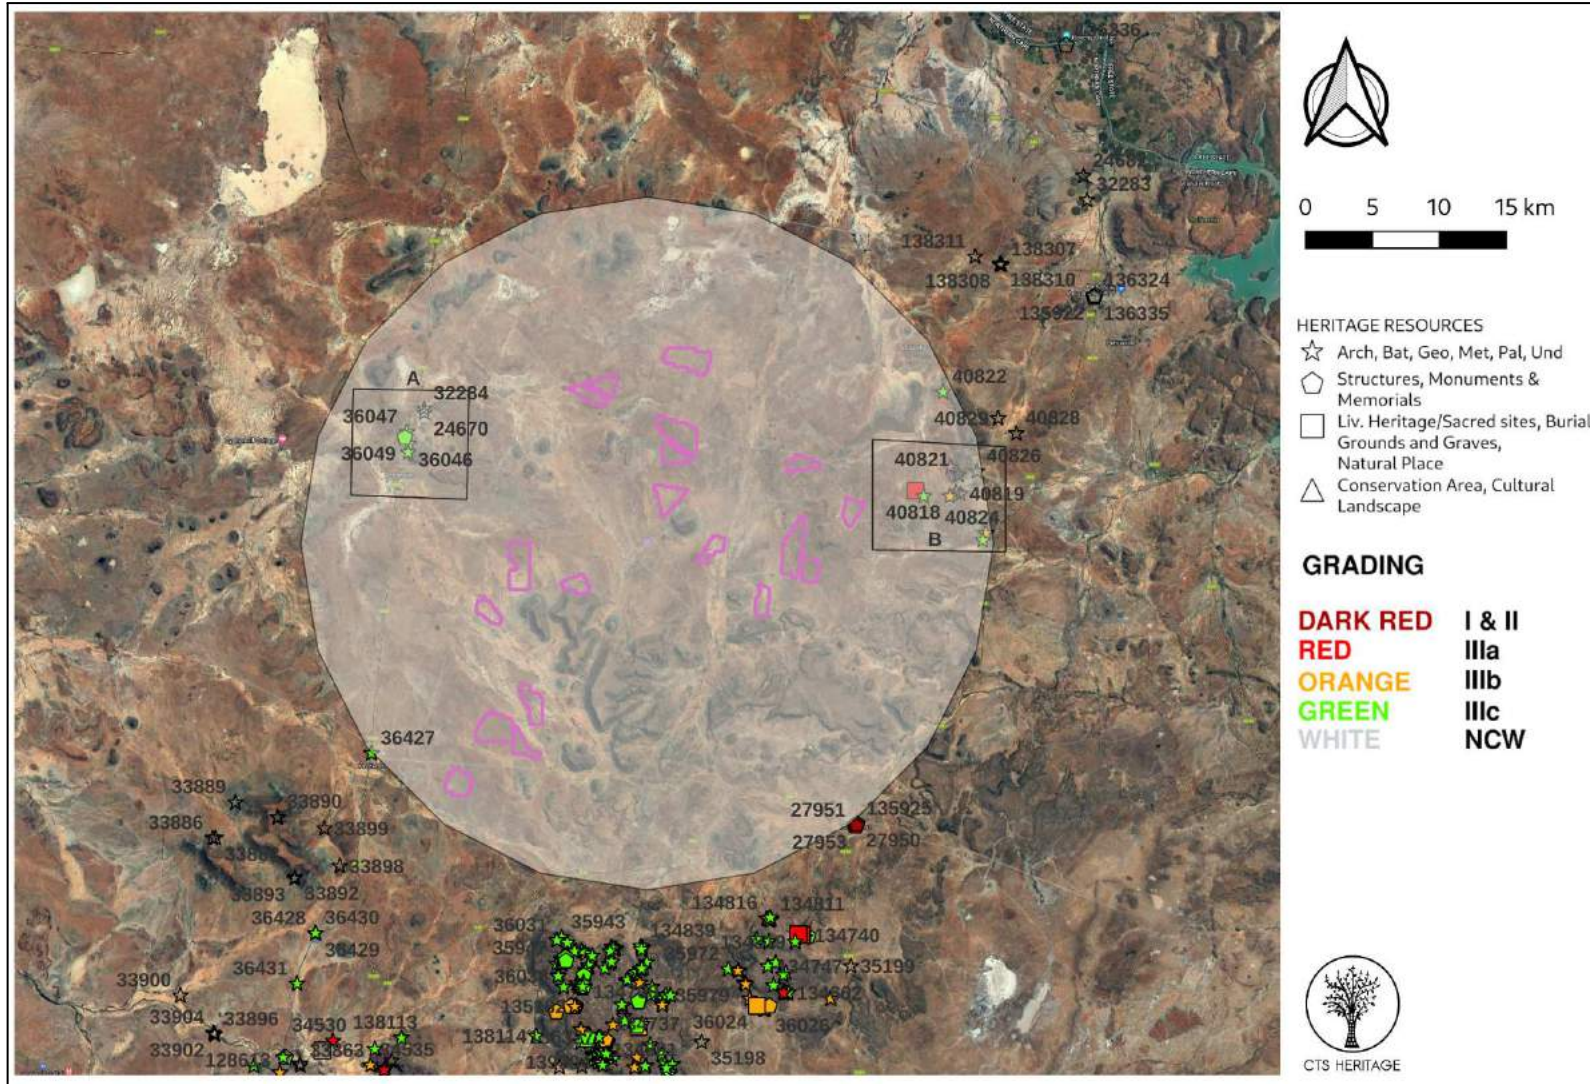 24682
32283
138311
138307
138308
138310
136324
135922
136335
A
32284
36047
24670
36049
36046
40822
40829
40828
40821
40826
40819
40818
40824
B
36427
33889
33890
33886
33899
33898
33893
33892
27951
135925
27953
27950
36428
36430
36429
36431
33900
33904
33896
33902
34530
138113
35943
134839
134816
134811
134740
35972
35199
35979
36024
36026
138114
35198
0 5 10 15 km
HERITAGE RESOURCES
Arch, Bat, Geo, Met, Pal, Und
Structures, Monuments &
Memorials
Liv. Heritage/Sacred sites, Burial
Grounds and Graves,
Natural Place
Conservation Area, Cultural
Landscape
GRADING
DARK RED I & II
RED IIIa
ORANGE IIIb
GREEN IIIc
WHITE NCW
CTS HERITAGE